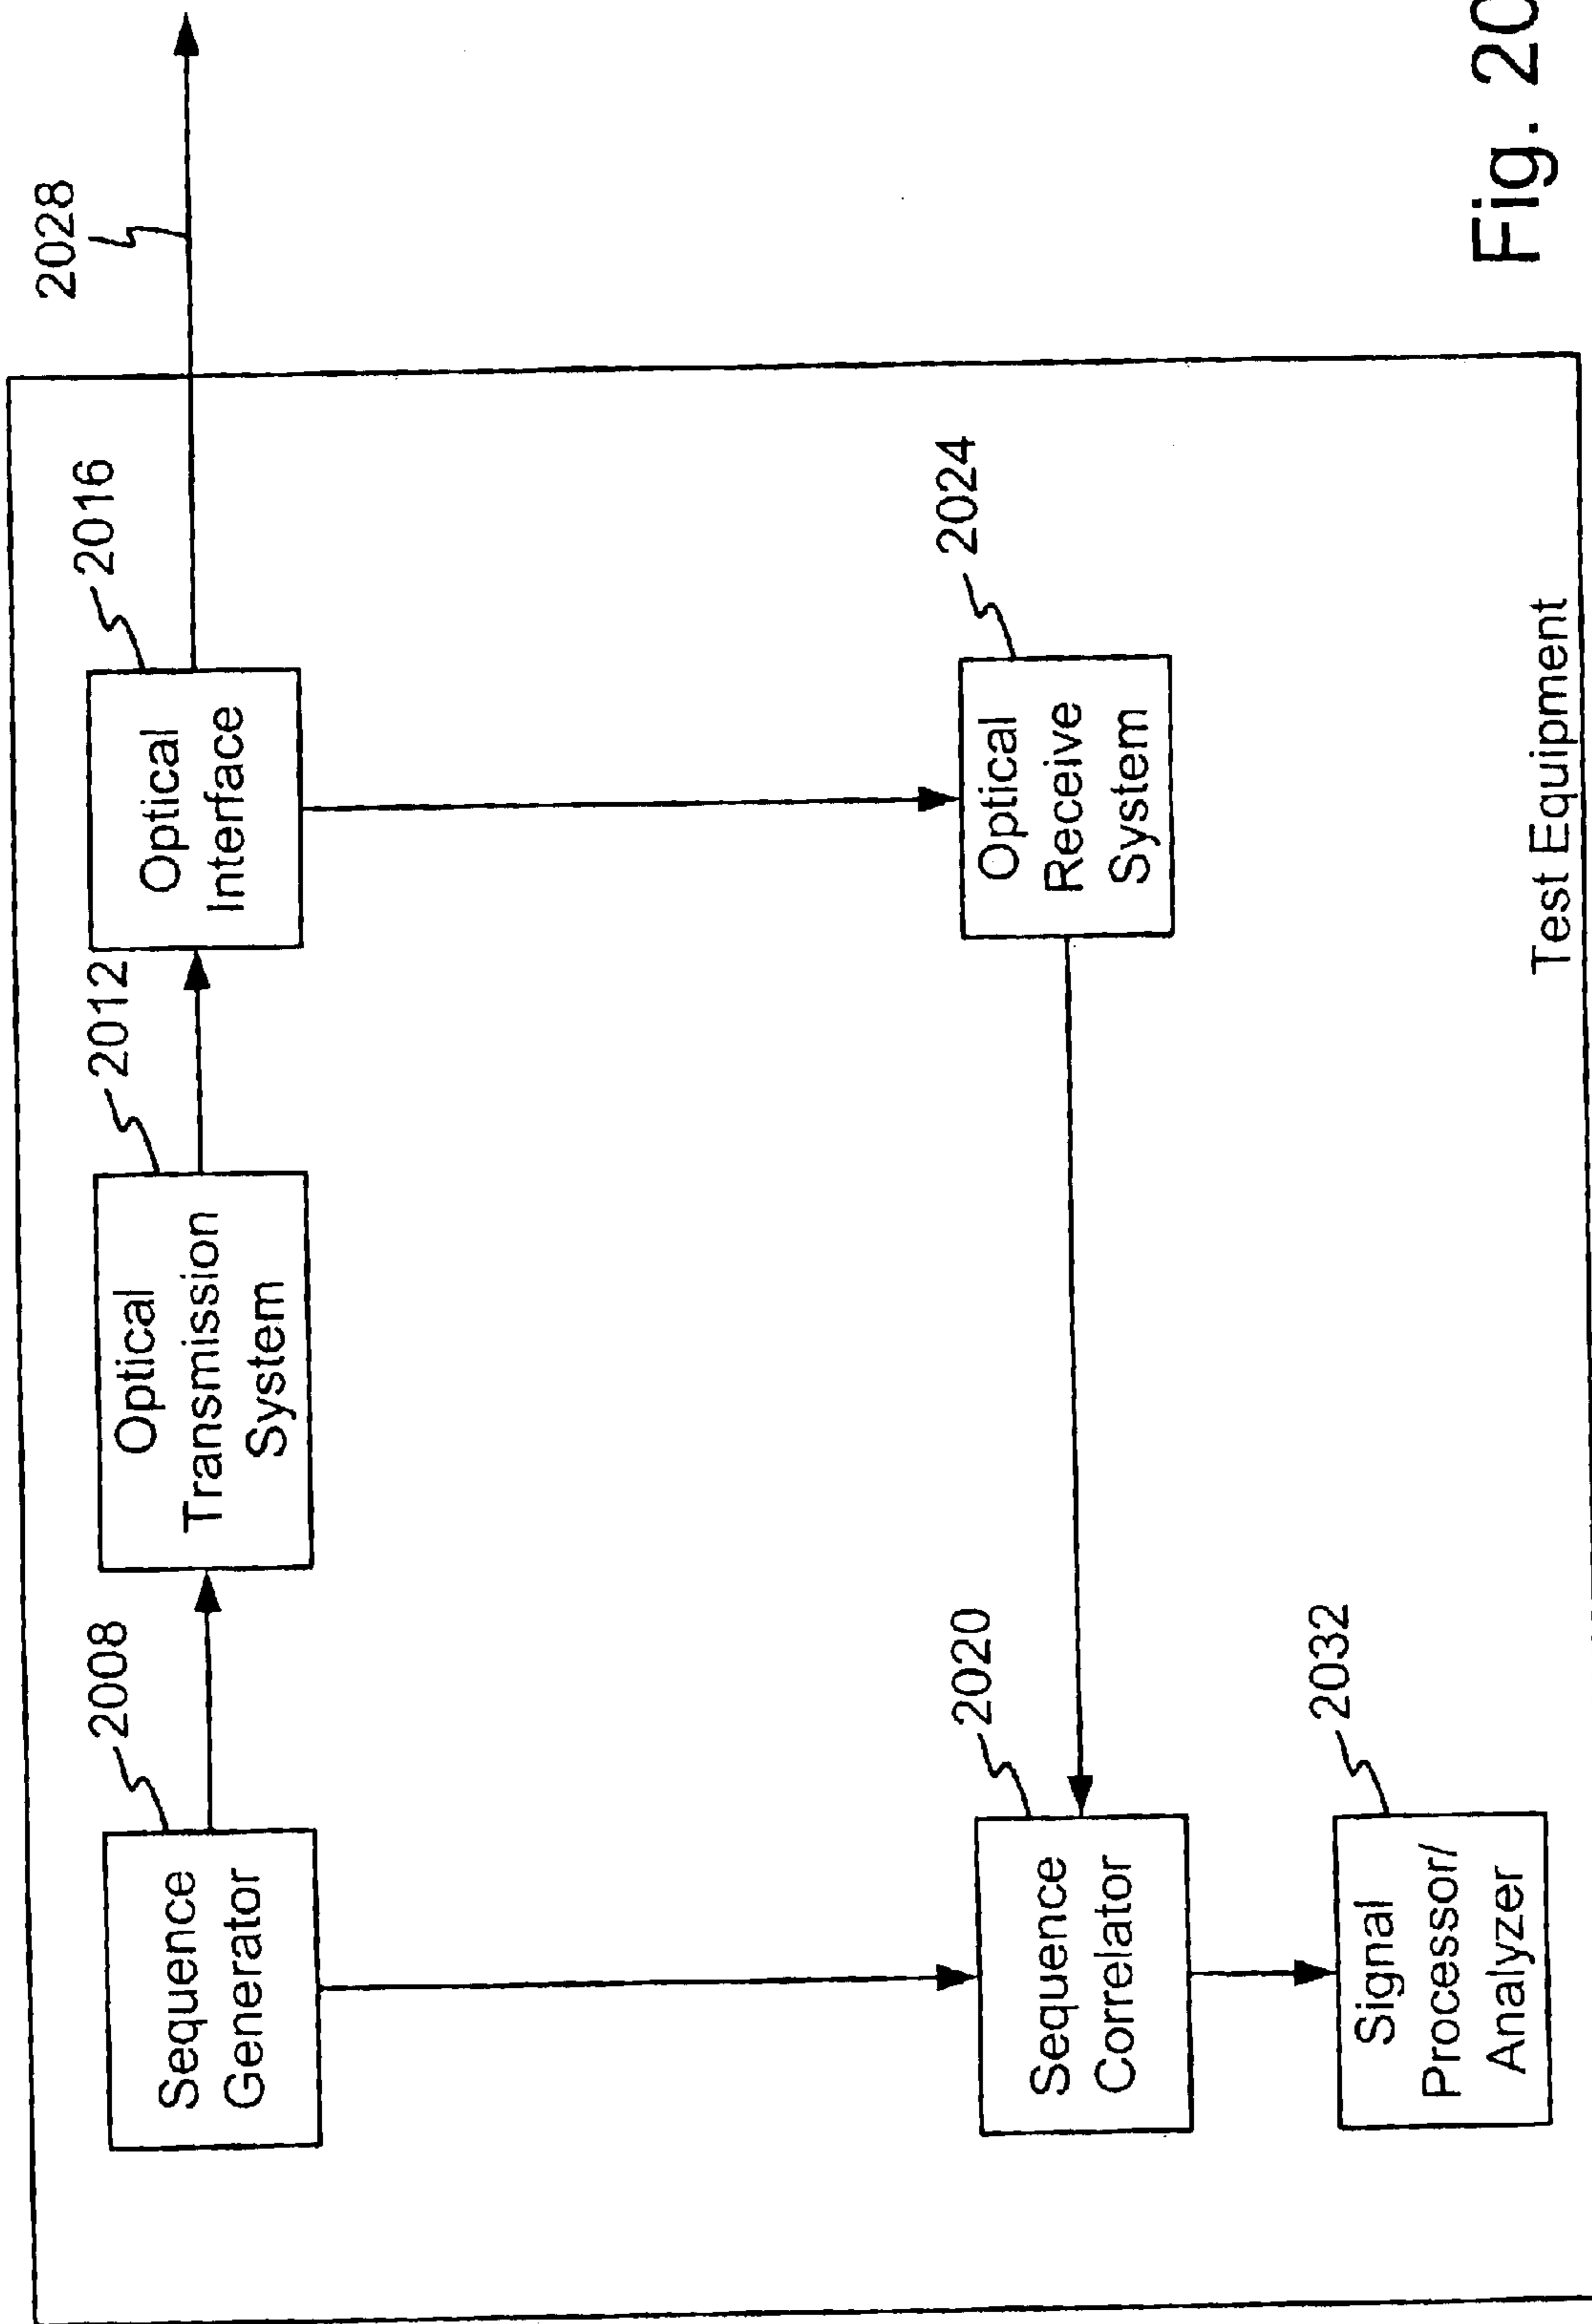 2008
2012
2016
2028
Sequence
Generator
Optical
Transmission
System
Optical
Interface
2020
2024
Sequence
Correlator
Optical
Receive
System
2032
Signal
Processor/
Analyzer
Test Equipment
Fig. 20